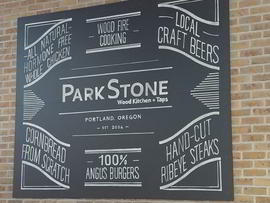 ALL-NATURAL
HORMONE FREE
WHOLE CHICKEN
WOOD FIRE
COOKING
LOCAL
CRAFT BEERS
PARKSTONE
Wood Kitchen + Taps
PORTLAND, OREGON
EST 2014
CORNBREAD
FROM SCRATCH
100%
ANGUS BURGERS
HAND-CUT
RIBEYE STEAKS